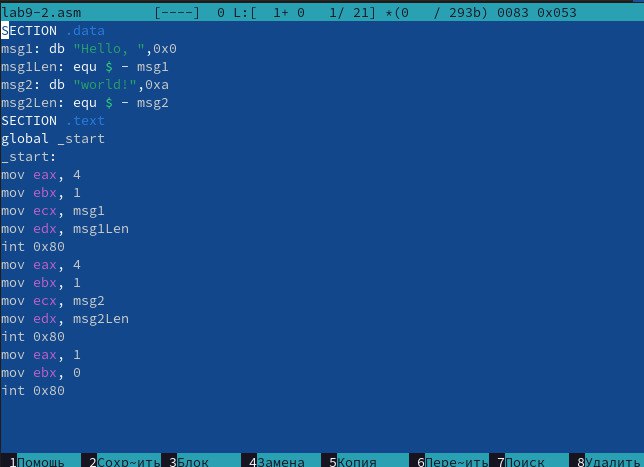 lab9-2.asm [----] 0 L:[ 1+ 0 1/ 21] *(0 / 293b) 0083 0x053
SECTION .data
msg1: db "Hello, ",0x0
msg1Len: equ $ - msg1
msg2: db "world!",0xa
msg2Len: equ $ - msg2
SECTION .text
global _start
_start:
mov eax, 4
mov ebx, 1
mov ecx, msg1
mov edx, msg1Len
int 0x80
mov eax, 4
mov ebx, 1
mov ecx, msg2
mov edx, msg2Len
int 0x80
mov eax, 1
mov ebx, 0
int 0x80
1Помощь 2Сохр~ить 3Блок 4Замена 5Копия 6Пере~ить 7Поиск 8Удалить